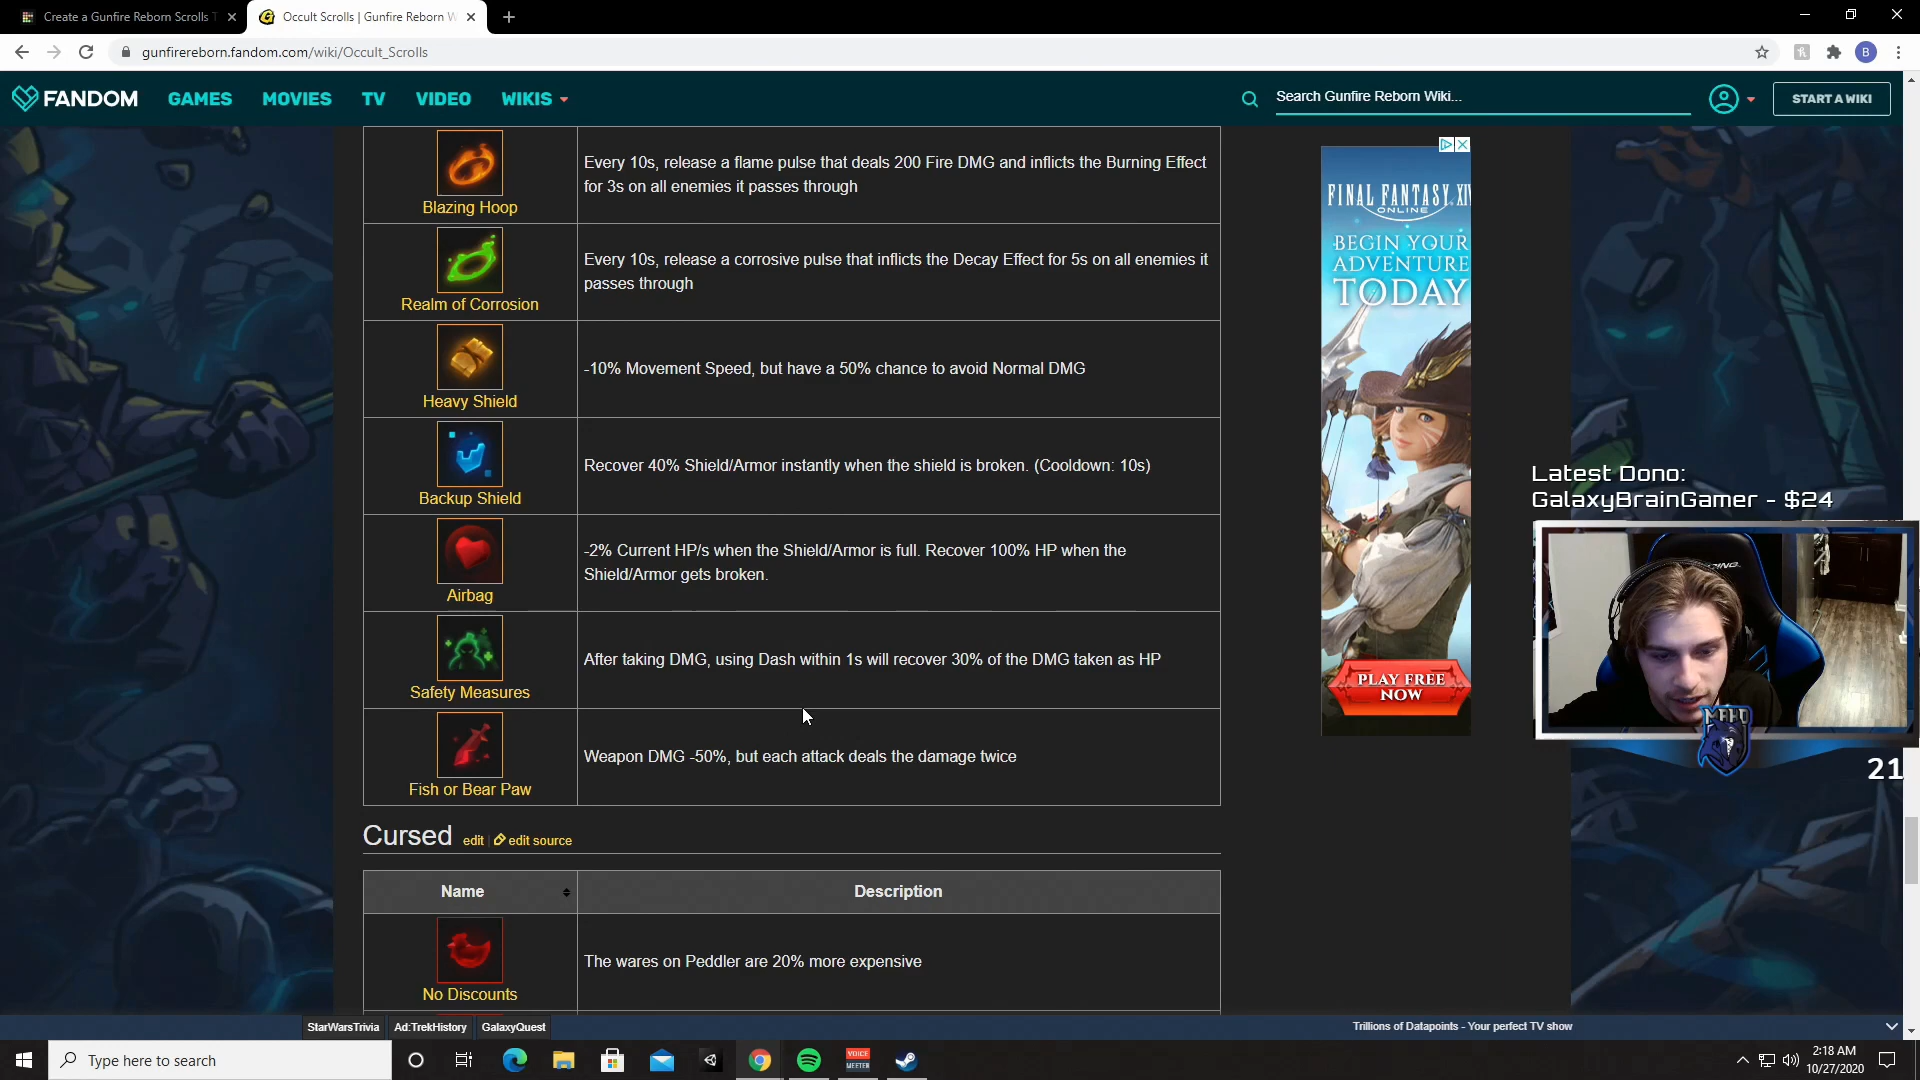 Create a Gunfire Reborn Scrolls T
Occult Scrolls | Gunfire Reborn W
gunfirereborn.fandom.com/wiki/Occult_Scrolls
B
FANDOM
GAMES
MOVIES
TV
VIDEO
WIKIS
Search Gunfire Reborn Wiki...
START A WIKI
Blazing Hoop
Every 10s, release a flame pulse that deals 200 Fire DMG and inflicts the Burning Effect
for 3s on all enemies it passes through
Realm of Corrosion
Every 10s, release a corrosive pulse that inflicts the Decay Effect for 5s on all enemies it
passes through
Heavy Shield
-10% Movement Speed, but have a 50% chance to avoid Normal DMG
Backup Shield
Recover 40% Shield/Armor instantly when the shield is broken. (Cooldown: 10s)
Airbag
-2% Current HP/s when the Shield/Armor is full. Recover 100% HP when the
Shield/Armor gets broken.
Safety Measures
After taking DMG, using Dash within 1s will recover 30% of the DMG taken as HP
Fish or Bear Paw
Weapon DMG -50%, but each attack deals the damage twice
Cursed edit | edit source
Name
Description
No Discounts
The wares on Peddler are 20% more expensive
FINAL FANTASY XIV
ONLINE
BEGIN YOUR
ADVENTURE
TODAY
PLAY FREE
NOW
Latest Dono:
GalaxyBrainGamer - $24
21
StarWarsTrivia
Ad:TrekHistory
GalaxyQuest
Trillions of Datapoints - Your perfect TV show
Type here to search
VOICE
MEETER
2:18 AM
10/27/2020